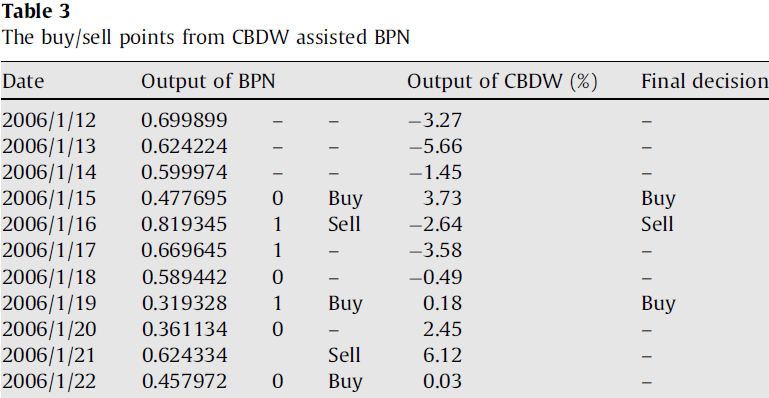 Table 3
The buy/sell points from CBDW assisted BPN
Date Output of BPN Output of CBDW (%) Final decision
2006/1/12 0.699899 – – −3.27 –
2006/1/13 0.624224 – – −5.66 –
2006/1/14 0.599974 – – −1.45 –
2006/1/15 0.477695 0 Buy 3.73 Buy
2006/1/16 0.819345 1 Sell −2.64 Sell
2006/1/17 0.669645 1 – −3.58 –
2006/1/18 0.589442 0 – −0.49 –
2006/1/19 0.319328 1 Buy 0.18 Buy
2006/1/20 0.361134 0 – 2.45 –
2006/1/21 0.624334 Sell 6.12 –
2006/1/22 0.457972 0 Buy 0.03 –